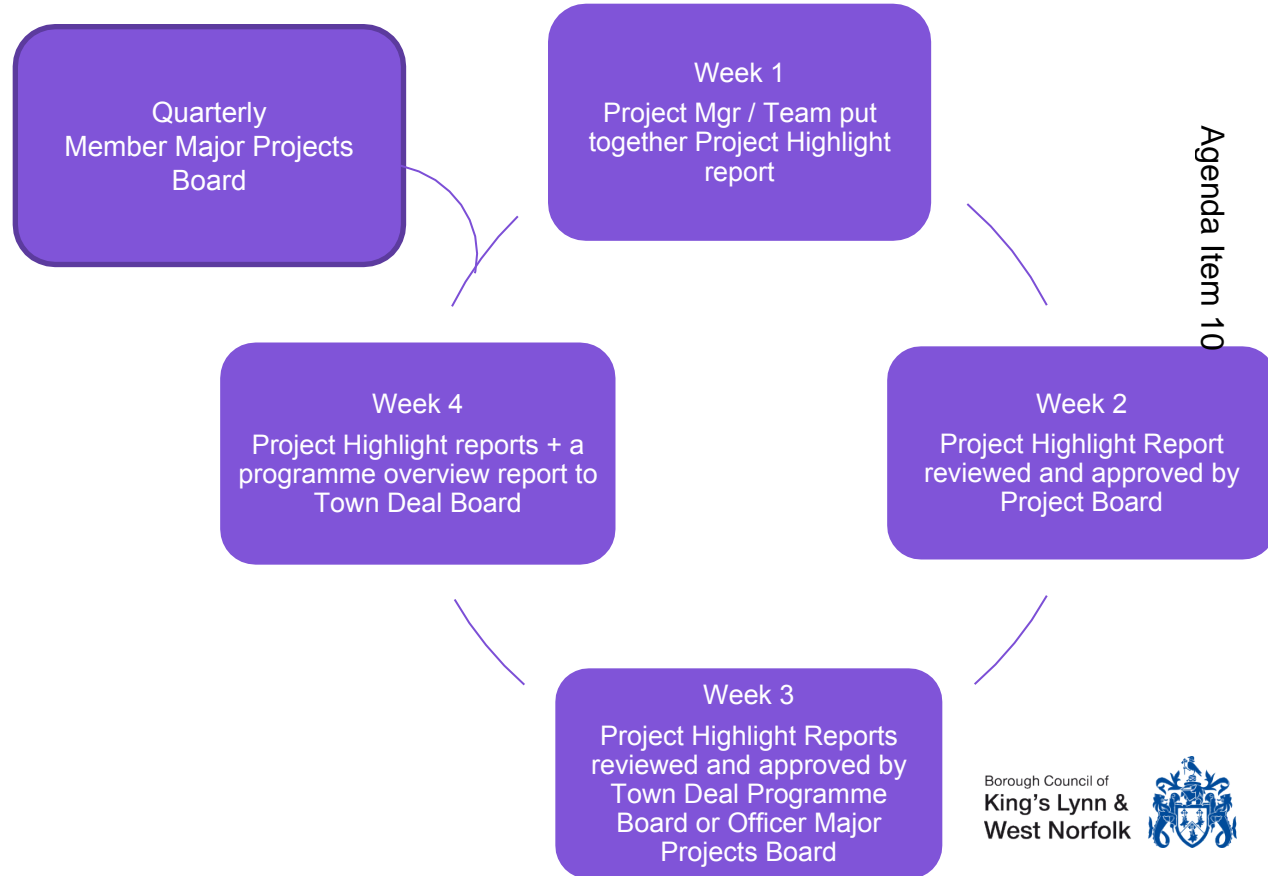 Quarterly
Member Major Projects
Board
Week 1
Project Mgr / Team put
together Project Highlight
report
Agenda Item 10
Week 2
Project Highlight Report
reviewed and approved by
Project Board
Week 3
Project Highlight Reports
reviewed and approved by
Town Deal Programme
Board or Officer Major
Projects Board
Week 4
Project Highlight reports + a
programme overview report to
Town Deal Board
Borough Council of
King's Lynn &
West Norfolk